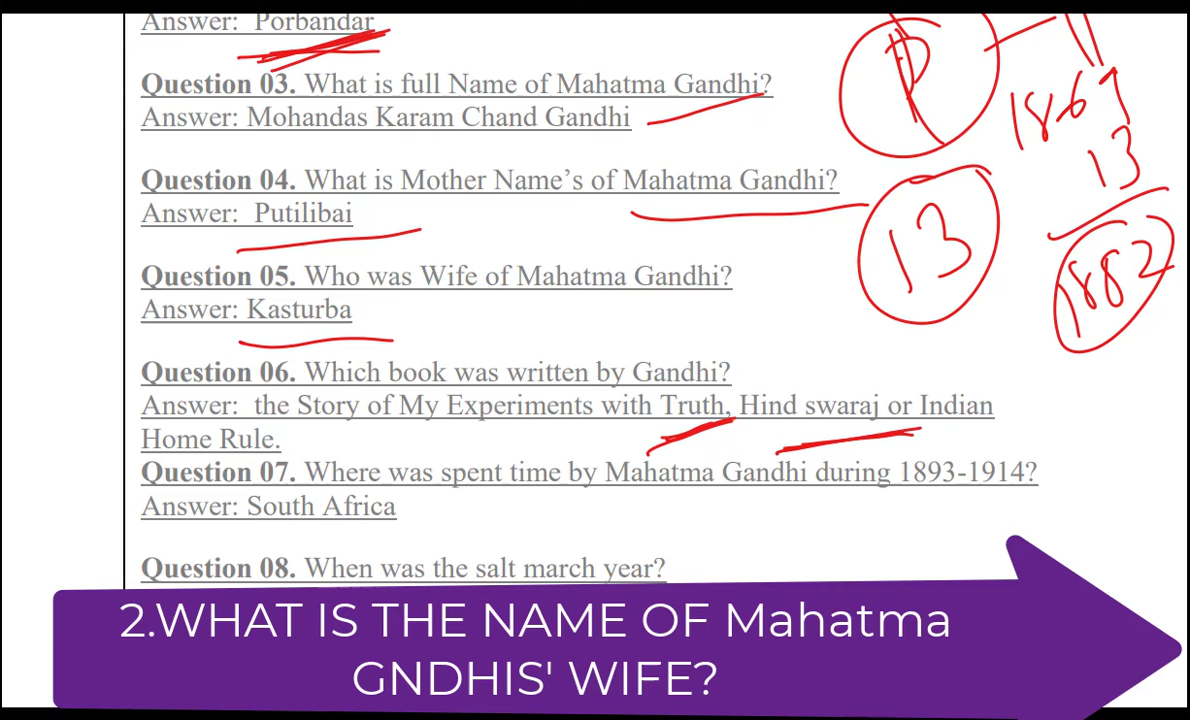 Answer: Porbandar
Question 03. What is full Name of Mahatma Gandhi?
Answer: Mohandas Karam Chand Gandhi
Question 04. What is Mother Name's of Mahatma Gandhi?
Answer: Putilibai
Question 05. Who was Wife of Mahatma Gandhi?
Answer: Kasturba
Question 06. Which book was written by Gandhi?
Answer: the Story of My Experiments with Truth, Hind swaraj or Indian
Home Rule.
Question 07. Where was spent time by Mahatma Gandhi during 1893-1914?
Answer: South Africa
Question 08. When was the salt march year?
2.WHAT IS THE NAME OF Mahatma
GNDHIS' WIFE?
1869
13
1882
13